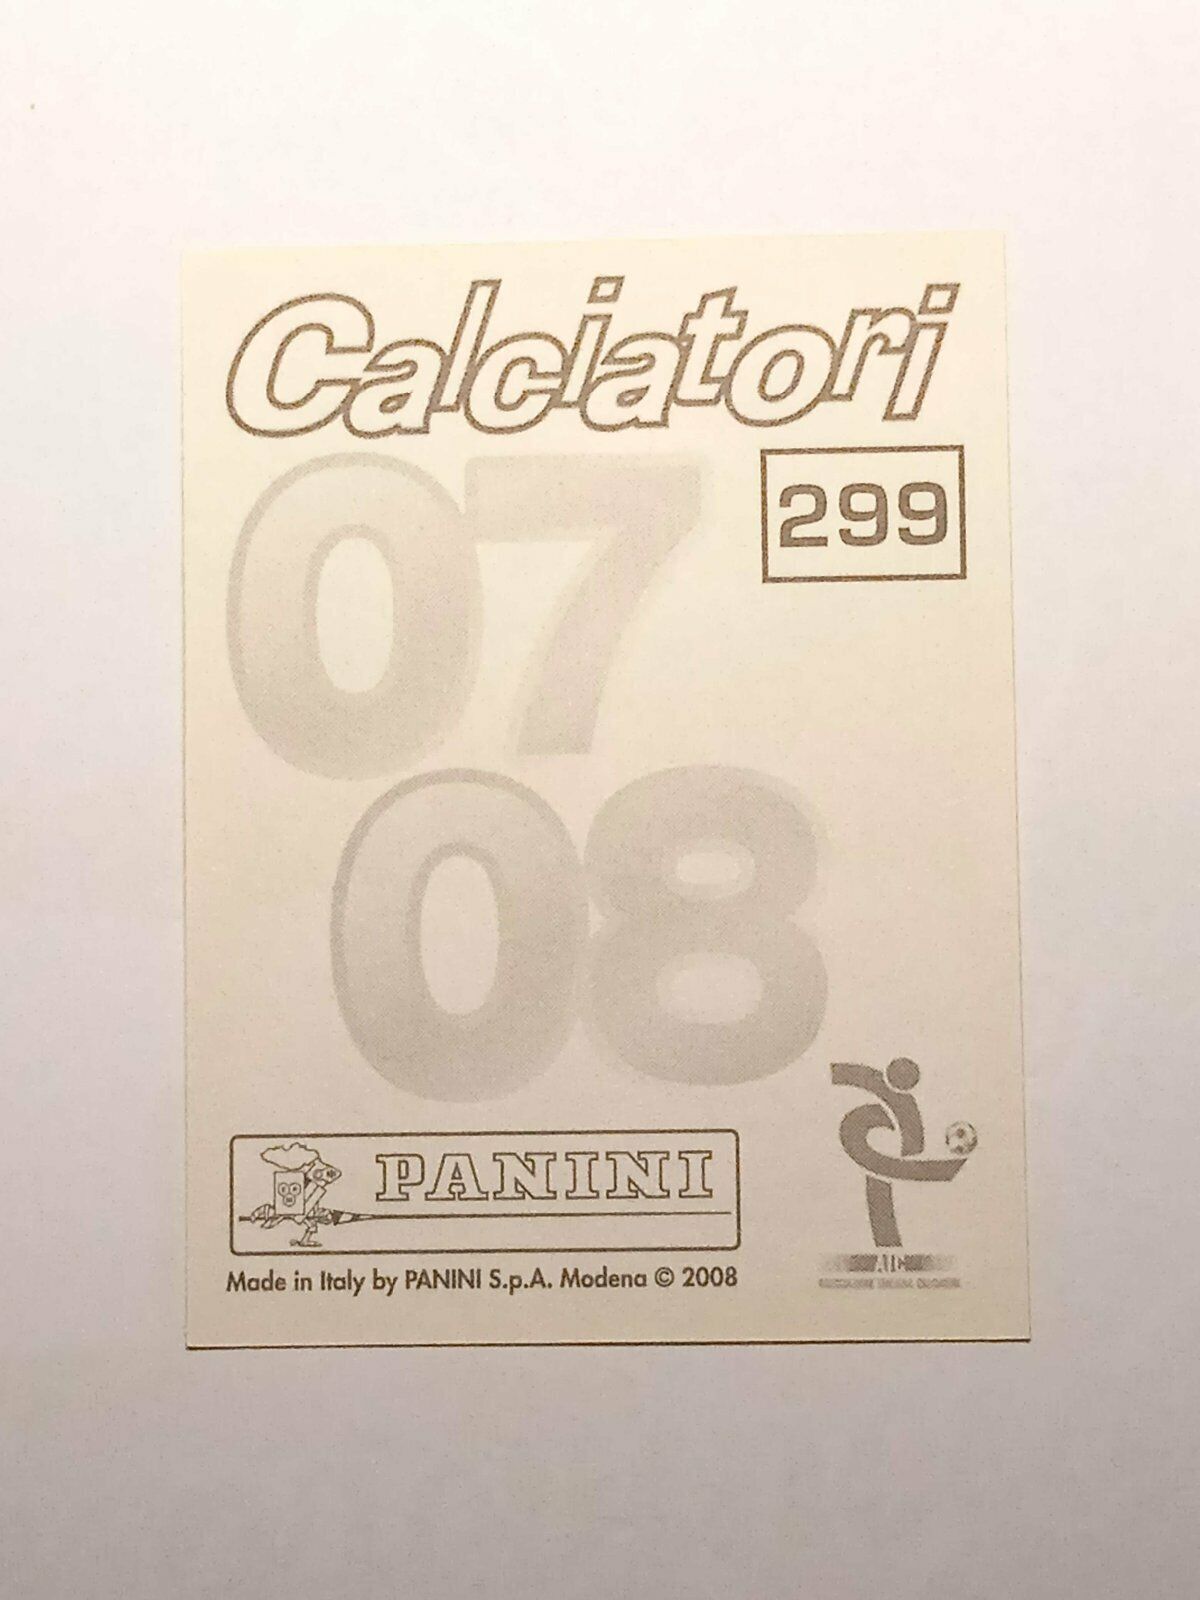 Calciatori
299
07
08
PANINI
Made in Italy by PANINI S.p.A. Modena © 2008